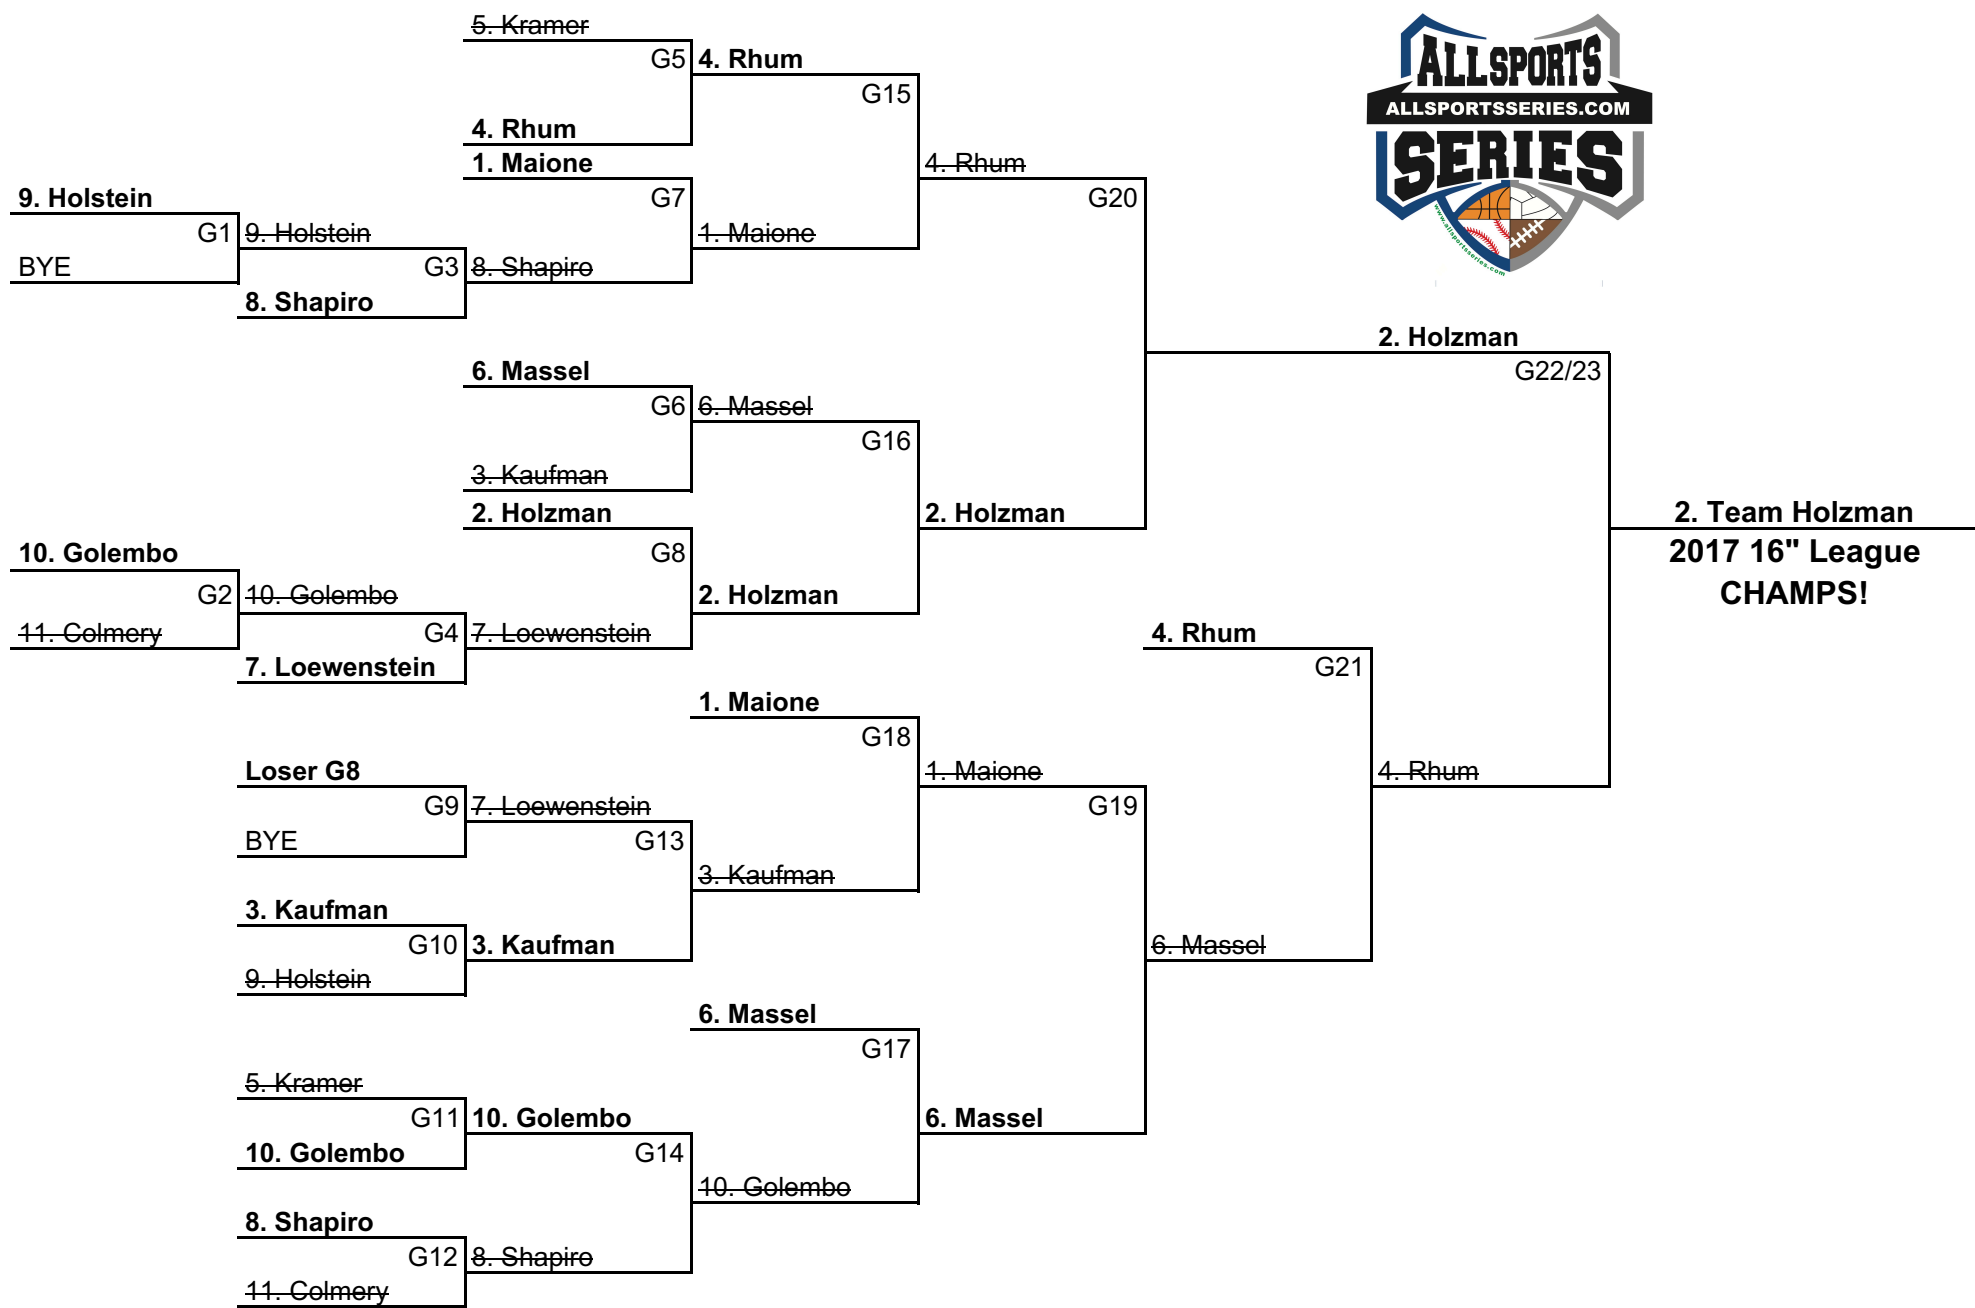 5. Kramer
G5
4. Rhum
G15
4. Rhum
1. Maione
4. Rhum
9. Holstein
G7
G20
G1
9. Holstein
1. Maione
BYE
G3
8. Shapiro
8. Shapiro
ALLSPORTS
ALLSPORTSSERIES.COM
SERIES
www.allsportsseries.com
2. Holzman
6. Massel
G22/23
G6
6. Massel
G16
3. Kaufman
2. Holzman
2. Holzman
2. Team Holzman
10. Golembo
G8
2017 16" League
G2
10. Golembo
2. Holzman
CHAMPS!
11. Colmery
G4
7. Loewenstein
4. Rhum
7. Loewenstein
G21
1. Maione
G18
Loser G8
1. Maione
4. Rhum
G9
7. Loewenstein
G19
BYE
G13
3. Kaufman
3. Kaufman
G10
3. Kaufman
6. Massel
9. Holstein
6. Massel
G17
5. Kramer
G11
10. Golembo
6. Massel
10. Golembo
G14
10. Golembo
8. Shapiro
G12
8. Shapiro
11. Colmery